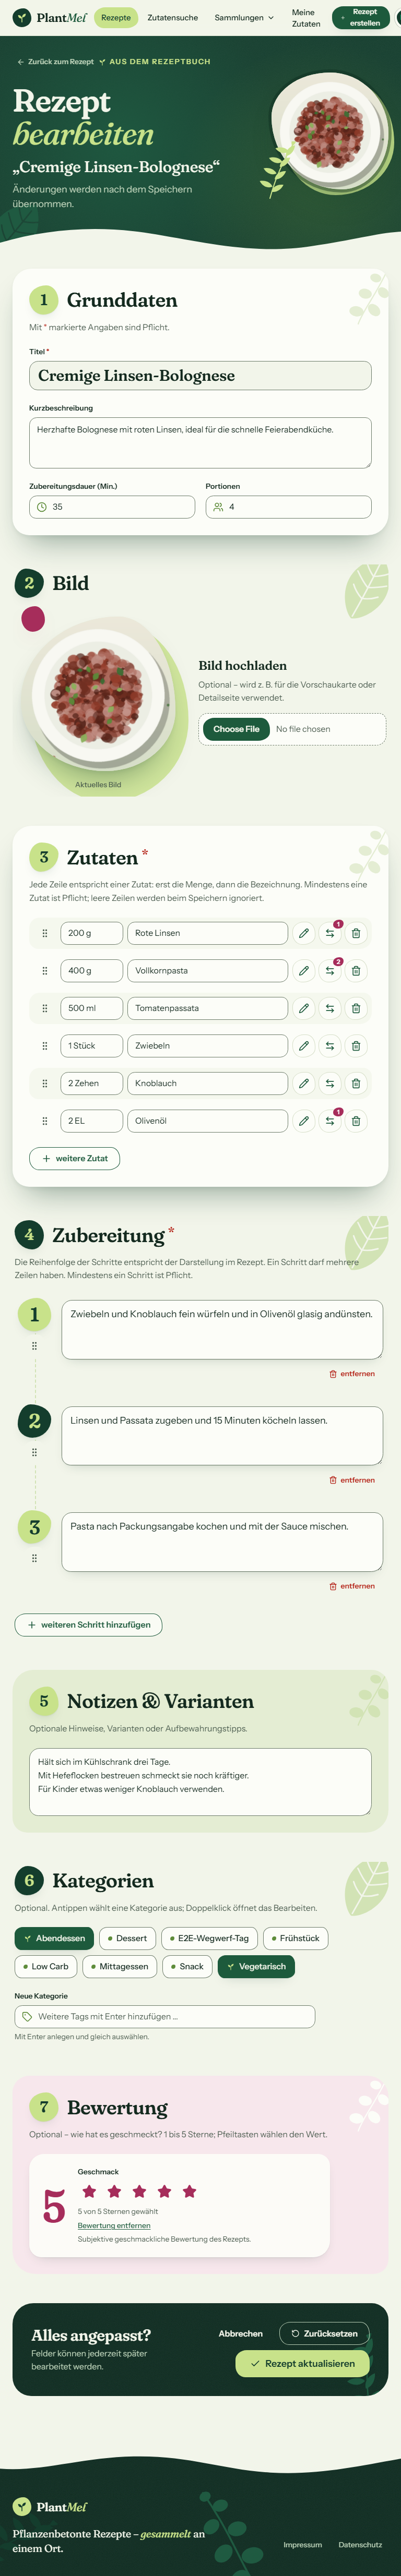 PlantMel
Rezepte
Zutatensuche
Sammlungen
Meine
Zutaten
Rezept
erstellen
Zurück zum Rezept
AUS DEM REZEPTBUCH
Rezept
bearbeiten
„Cremige Linsen-Bolognese“
Änderungen werden nach dem Speichern
übernommen.
1 Grunddaten
Mit * markierte Angaben sind Pflicht.
Titel *
Cremige Linsen-Bolognese
Kurzbeschreibung
Herzhafte Bolognese mit roten Linsen, ideal für die schnelle Feierabendküche.
Zubereitungsdauer (Min.)
Portionen
35
4
2 Bild
Bild hochladen
Optional – wird z. B. für die Vorschaukarte oder
Detailseite verwendet.
Choose File No file chosen
Aktuelles Bild
3 Zutaten *
Jede Zeile entspricht einer Zutat: erst die Menge, dann die Bezeichnung. Mindestens eine
Zutat ist Pflicht; leere Zeilen werden beim Speichern ignoriert.
200 g Rote Linsen 1
400 g Vollkornpasta 2
500 ml Tomatenpassata
1 Stück Zwiebeln
2 Zehen Knoblauch
2 EL Olivenöl 1
weitere Zutat
4 Zubereitung *
Die Reihenfolge der Schritte entspricht der Darstellung im Rezept. Ein Schritt darf mehrere
Zeilen haben. Mindestens ein Schritt ist Pflicht.
1 Zwiebeln und Knoblauch fein würfeln und in Olivenöl glasig andünsten.
entfernen
2 Linsen und Passata zugeben und 15 Minuten köcheln lassen.
entfernen
3 Pasta nach Packungsangabe kochen und mit der Sauce mischen.
entfernen
weiteren Schritt hinzufügen
5 Notizen & Varianten
Optionale Hinweise, Varianten oder Aufbewahrungstipps.
Hält sich im Kühlschrank drei Tage.
Mit Hefeflocken bestreuen schmeckt sie noch kräftiger.
Für Kinder etwas weniger Knoblauch verwenden.
6 Kategorien
Optional. Antippen wählt eine Kategorie aus; Doppelklick öffnet das Bearbeiten.
Abendessen Dessert E2E-Wegwerf-Tag Frühstück
Low Carb Mittagessen Snack Vegetarisch
Neue Kategorie
Weitere Tags mit Enter hinzufügen ...
Mit Enter anlegen und gleich auswählen.
7 Bewertung
Optional – wie hat es geschmeckt? 1 bis 5 Sterne; Pfeiltasten wählen den Wert.
Geschmack
5
5 von 5 Sternen gewählt
Bewertung entfernen
Subjektive geschmackliche Bewertung des Rezepts.
Alles angepasst?
Felder können jederzeit später
bearbeitet werden.
Abbrechen
Zurücksetzen
Rezept aktualisieren
PlantMel
Pflanzenbetonte Rezepte – gesammelt an
einem Ort.
Impressum
Datenschutz